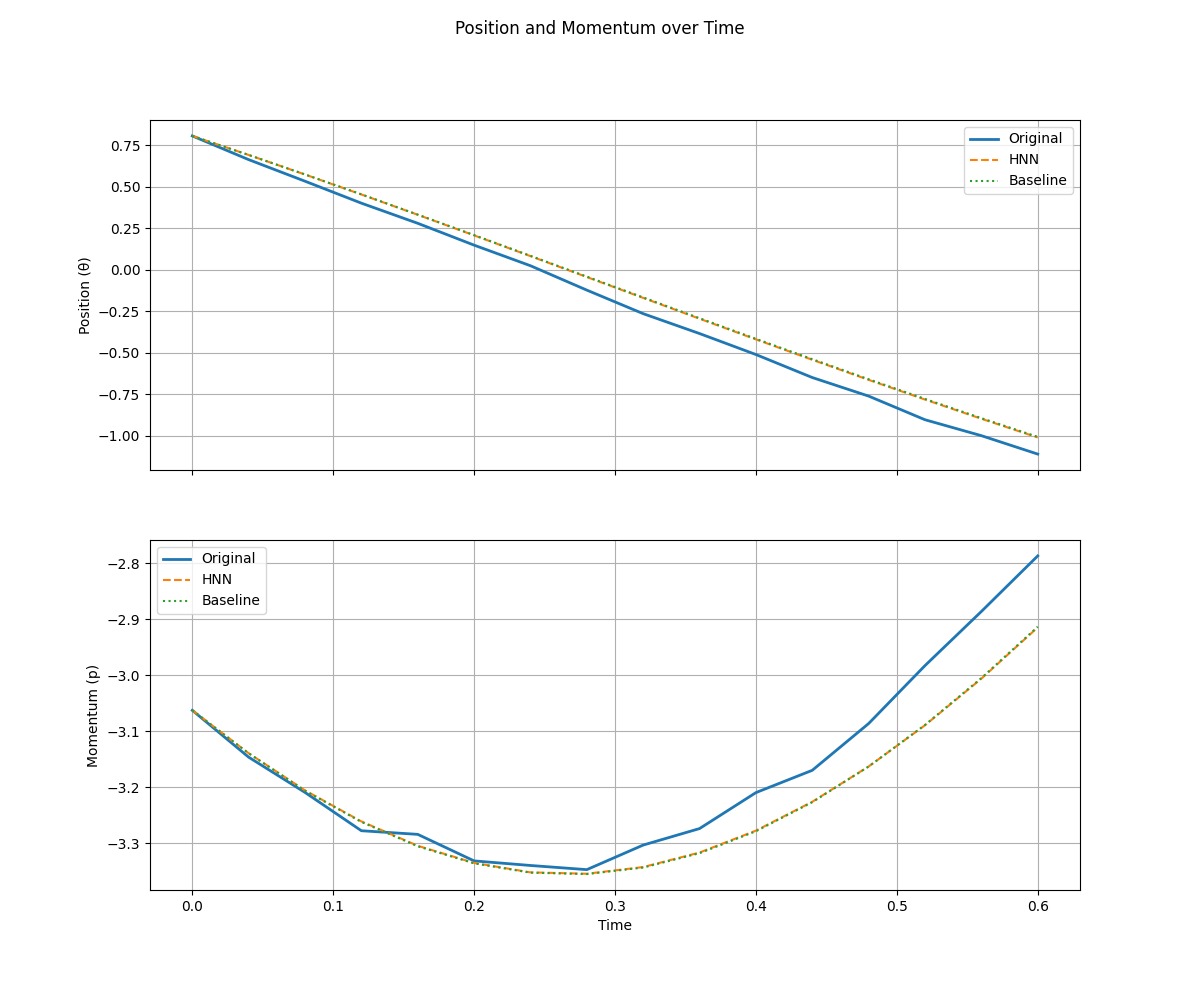 Position and Momentum over Time
Position (θ)
0.75
0.50
0.25
0.00
−0.25
−0.50
−0.75
−1.00
Original
HNN
Baseline
Momentum (p)
−2.8
−2.9
−3.0
−3.1
−3.2
−3.3
Original
HNN
Baseline
0.0 0.1 0.2 0.3 0.4 0.5 0.6
Time